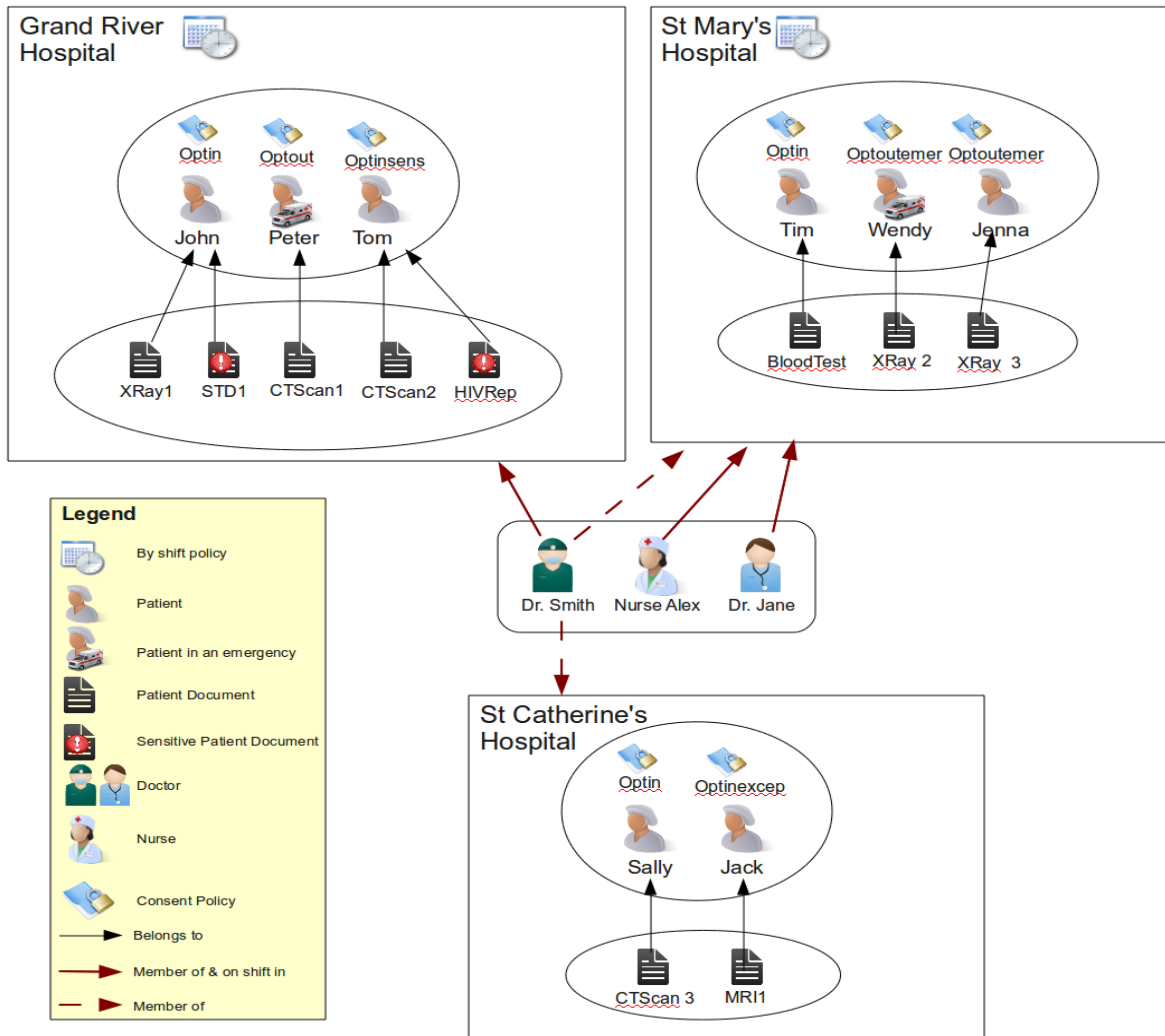 Grand River
Hospital
Optin
Optout
Optinsens
John
Peter
Tom
XRay1
STD1
CTScan1
CTScan2
HIVRep
St Mary's
Hospital
Optin
Optoutemer
Optoutemer
Tim
Wendy
Jenna
BloodTest
XRay 2
XRay 3
Dr. Smith
Nurse Alex
Dr. Jane
Legend
By shift policy
Patient
Patient in an emergency
Patient Document
Sensitive Patient Document
Doctor
Nurse
Consent Policy
Belongs to
Member of & on shift in
Member of
St Catherine's
Hospital
Optin
Optinexcep
Sally
Jack
CTScan 3
MRI1